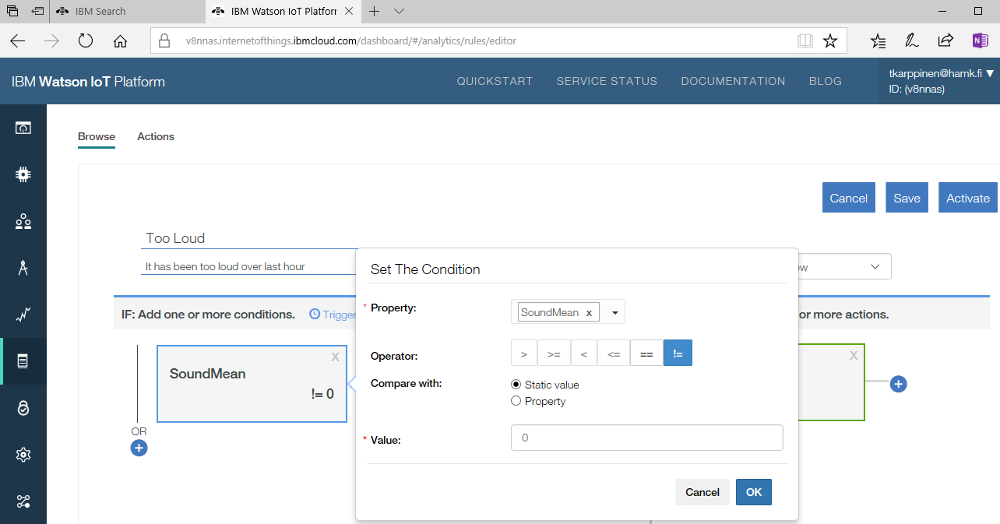 IBM Search
IBM Watson IoT Platforr
v8nnas.internetofthings.ibmcloud.com/dashboard/#/analytics/rules/editor
IBM Watson IoT Platform
QUICKSTART
SERVICE STATUS
DOCUMENTATION
BLOG
tkarppinen@hamk.fi
ID: (v8nnas)
Browse
Actions
Cancel
Save
Activate
Too Loud
It has been too loud over last hour
ow
IF: Add one or more conditions.
Trigger
or more actions.
SoundMean
X
!= 0
OR
X
Set The Condition
* Property:
SoundMean x
Operator:
> >= < <= == !=
Compare with:
Static value
Property
* Value:
0
Cancel
OK